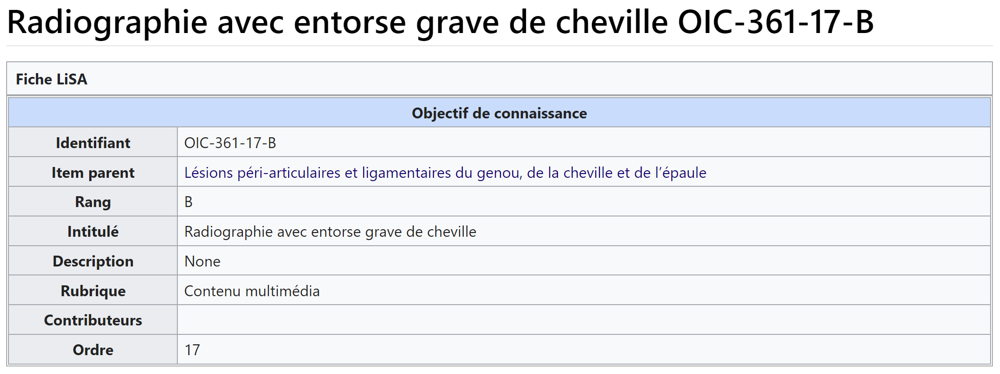 Radiographie avec entorse grave de cheville OIC-361-17-B
Fiche LiSA
Objectif de connaissance
Identifiant OIC-361-17-B
Item parent Lésions péri-articulaires et ligamentaires du genou, de la cheville et de l’épaule
Rang B
Intitulé Radiographie avec entorse grave de cheville
Description None
Rubrique Contenu multimédia
Contributeurs
Ordre 17